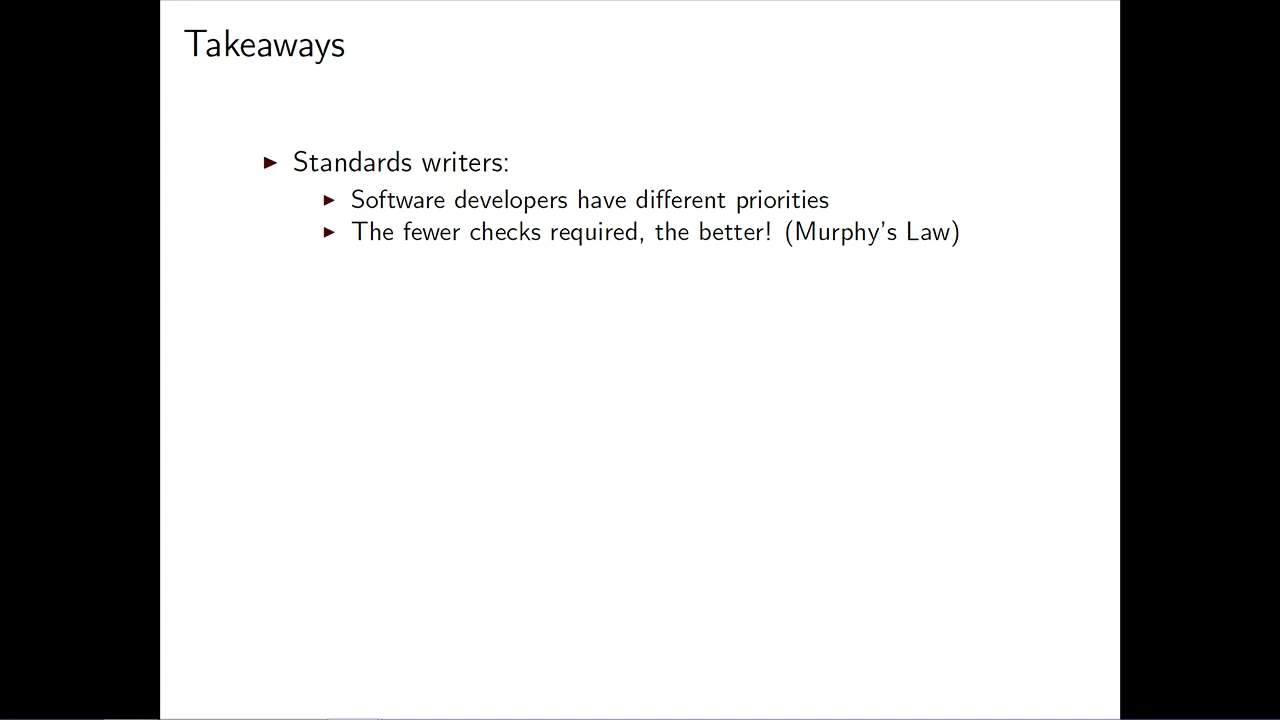 Takeaways
Standards writers:
Software developers have different priorities
The fewer checks required, the better! (Murphy's Law)